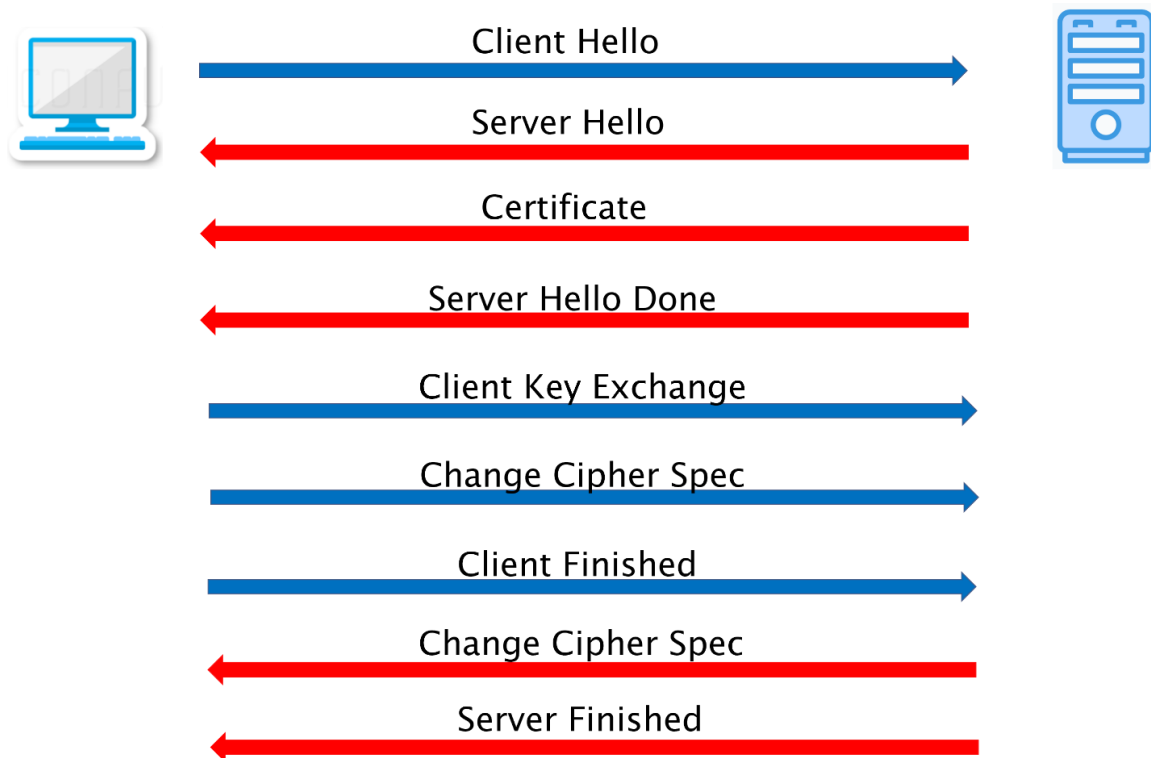 Client Hello
Server Hello
Certificate
Server Hello Done
Client Key Exchange
Change Cipher Spec
Client Finished
Change Cipher Spec
Server Finished